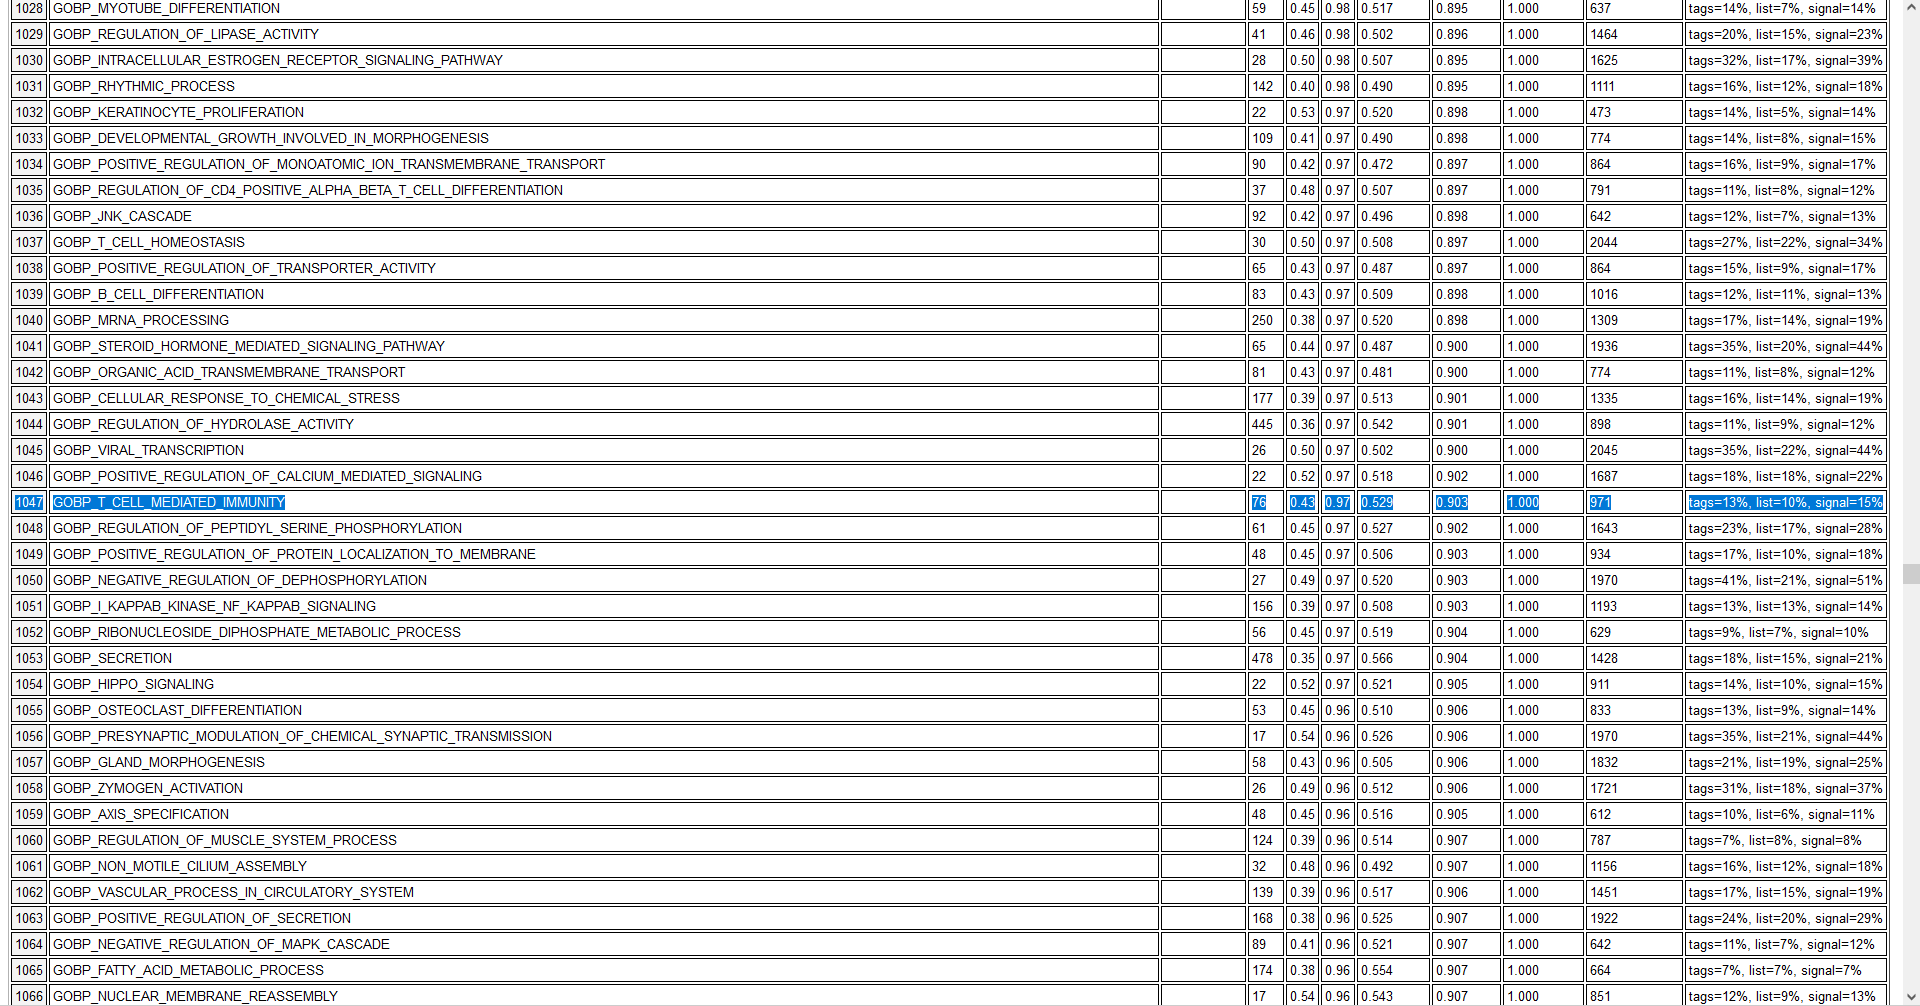 1028 GOBP_MYOTUBE_DIFFERENTIATION 59 0.45 0.98 0.517 0.895 1.000 637 tags=14%, list=7%, signal=14%
1029 GOBP_REGULATION_OF_LIPASE_ACTIVITY 41 0.46 0.98 0.502 0.896 1.000 1464 tags=20%, list=15%, signal=23%
1030 GOBP_INTRACELLULAR_ESTROGEN_RECEPTOR_SIGNALING_PATHWAY 28 0.50 0.98 0.507 0.895 1.000 1625 tags=32%, list=17%, signal=39%
1031 GOBP_RHYTHMIC_PROCESS 142 0.40 0.98 0.490 0.895 1.000 1111 tags=16%, list=12%, signal=18%
1032 GOBP_KERATINOCYTE_PROLIFERATION 22 0.53 0.97 0.520 0.898 1.000 473 tags=14%, list=5%, signal=14%
1033 GOBP_DEVELOPMENTAL_GROWTH_INVOLVED_IN_MORPHOGENESIS 109 0.41 0.97 0.490 0.898 1.000 774 tags=14%, list=8%, signal=15%
1034 GOBP_POSITIVE_REGULATION_OF_MONOATOMIC_ION_TRANSMEMBRANE_TRANSPORT 90 0.42 0.97 0.472 0.897 1.000 864 tags=16%, list=9%, signal=17%
1035 GOBP_REGULATION_OF_CD4_POSITIVE_ALPHA_BETA_T_CELL_DIFFERENTIATION 37 0.48 0.97 0.507 0.897 1.000 791 tags=11%, list=8%, signal=12%
1036 GOBP_JNK_CASCADE 92 0.42 0.97 0.496 0.898 1.000 642 tags=12%, list=7%, signal=13%
1037 GOBP_T_CELL_HOMEOSTASIS 30 0.50 0.97 0.508 0.897 1.000 2044 tags=27%, list=22%, signal=34%
1038 GOBP_POSITIVE_REGULATION_OF_TRANSPORTER_ACTIVITY 65 0.43 0.97 0.487 0.897 1.000 864 tags=15%, list=9%, signal=17%
1039 GOBP_B_CELL_DIFFERENTIATION 83 0.43 0.97 0.509 0.898 1.000 1016 tags=12%, list=11%, signal=13%
1040 GOBP_MRNA_PROCESSING 250 0.38 0.97 0.520 0.898 1.000 1309 tags=17%, list=14%, signal=19%
1041 GOBP_STEROID_HORMONE_MEDIATED_SIGNALING_PATHWAY 65 0.44 0.97 0.487 0.900 1.000 1936 tags=35%, list=20%, signal=44%
1042 GOBP_ORGANIC_ACID_TRANSMEMBRANE_TRANSPORT 81 0.43 0.97 0.481 0.900 1.000 774 tags=11%, list=8%, signal=12%
1043 GOBP_CELLULAR_RESPONSE_TO_CHEMICAL_STRESS 177 0.39 0.97 0.513 0.901 1.000 1335 tags=16%, list=14%, signal=19%
1044 GOBP_REGULATION_OF_HYDROLASE_ACTIVITY 445 0.36 0.97 0.542 0.901 1.000 898 tags=11%, list=9%, signal=12%
1045 GOBP_VIRAL_TRANSCRIPTION 26 0.50 0.97 0.502 0.900 1.000 2045 tags=35%, list=22%, signal=44%
1046 GOBP_POSITIVE_REGULATION_OF_CALCIUM_MEDIATED_SIGNALING 22 0.52 0.97 0.518 0.902 1.000 1687 tags=18%, list=18%, signal=22%
1047 GOBP_T_CELL_MEDIATED_IMMUNITY 76 0.43 0.97 0.529 0.903 1.000 971 tags=13%, list=10%, signal=15%
1048 GOBP_REGULATION_OF_PEPTIDYL_SERINE_PHOSPHORYLATION 61 0.45 0.97 0.527 0.902 1.000 1643 tags=23%, list=17%, signal=28%
1049 GOBP_POSITIVE_REGULATION_OF_PROTEIN_LOCALIZATION_TO_MEMBRANE 48 0.45 0.97 0.506 0.903 1.000 934 tags=17%, list=10%, signal=18%
1050 GOBP_NEGATIVE_REGULATION_OF_DEPHOSPHORYLATION 27 0.49 0.97 0.520 0.903 1.000 1970 tags=41%, list=21%, signal=51%
1051 GOBP_I_KAPPAB_KINASE_NF_KAPPAB_SIGNALING 156 0.39 0.97 0.508 0.903 1.000 1193 tags=13%, list=13%, signal=14%
1052 GOBP_RIBONUCLEOSIDE_DIPHOSPHATE_METABOLIC_PROCESS 56 0.45 0.97 0.519 0.904 1.000 629 tags=9%, list=7%, signal=10%
1053 GOBP_SECRETION 478 0.35 0.97 0.566 0.904 1.000 1428 tags=18%, list=15%, signal=21%
1054 GOBP_HIPPO_SIGNALING 22 0.52 0.97 0.521 0.905 1.000 911 tags=14%, list=10%, signal=15%
1055 GOBP_OSTEOCLAST_DIFFERENTIATION 53 0.45 0.96 0.510 0.906 1.000 833 tags=13%, list=9%, signal=14%
1056 GOBP_PRESYNAPTIC_MODULATION_OF_CHEMICAL_SYNAPTIC_TRANSMISSION 17 0.54 0.96 0.526 0.906 1.000 1970 tags=35%, list=21%, signal=44%
1057 GOBP_GLAND_MORPHOGENESIS 58 0.43 0.96 0.505 0.906 1.000 1832 tags=21%, list=19%, signal=25%
1058 GOBP_ZYMOGEN_ACTIVATION 26 0.49 0.96 0.512 0.906 1.000 1721 tags=31%, list=18%, signal=37%
1059 GOBP_AXIS_SPECIFICATION 48 0.45 0.96 0.516 0.905 1.000 612 tags=10%, list=6%, signal=11%
1060 GOBP_REGULATION_OF_MUSCLE_SYSTEM_PROCESS 124 0.39 0.96 0.514 0.907 1.000 787 tags=7%, list=8%, signal=8%
1061 GOBP_NON_MOTILE_CILIUM_ASSEMBLY 32 0.48 0.96 0.492 0.907 1.000 1156 tags=16%, list=12%, signal=18%
1062 GOBP_VASCULAR_PROCESS_IN_CIRCULATORY_SYSTEM 139 0.39 0.96 0.517 0.906 1.000 1451 tags=17%, list=15%, signal=19%
1063 GOBP_POSITIVE_REGULATION_OF_SECRETION 168 0.38 0.96 0.525 0.907 1.000 1922 tags=24%, list=20%, signal=29%
1064 GOBP_NEGATIVE_REGULATION_OF_MAPK_CASCADE 89 0.41 0.96 0.521 0.907 1.000 642 tags=11%, list=7%, signal=12%
1065 GOBP_FATTY_ACID_METABOLIC_PROCESS 174 0.38 0.96 0.554 0.907 1.000 664 tags=7%, list=7%, signal=7%
1066 GOBP_NUCLEAR_MEMBRANE_REASSEMBLY 17 0.54 0.96 0.543 0.907 1.000 851 tags=12%, list=9%, signal=13%